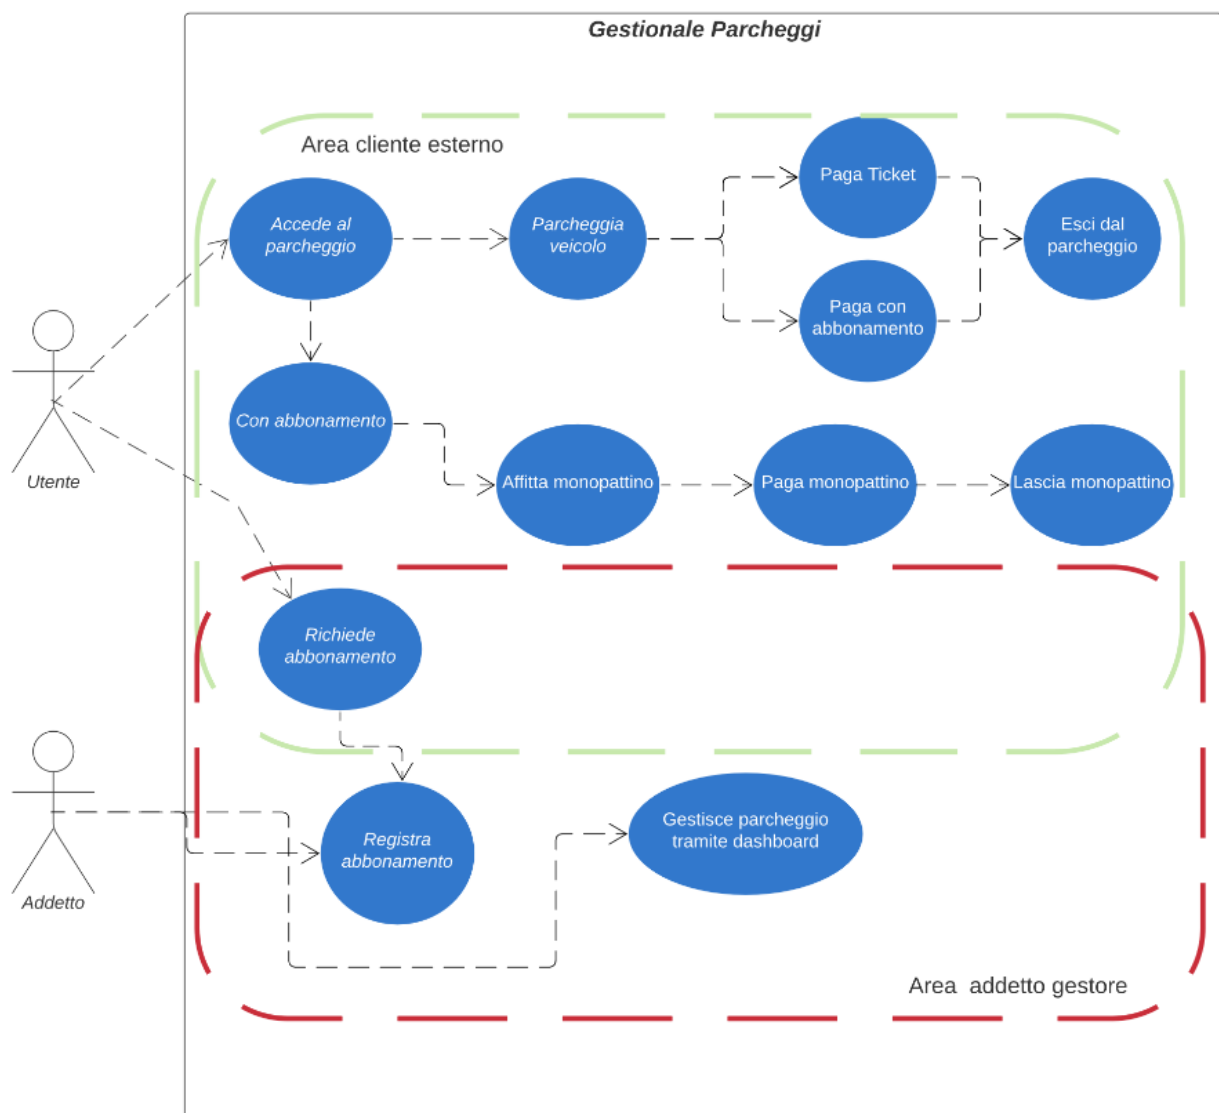 Gestionale Parcheggi
Area cliente esterno
Accede al
parcheggio
Parcheggia
veicolo
Paga Ticket
Esci dal
parcheggio
Paga con
abbonamento
Con abbonamento
Affitta monopattino
Paga monopattino
Lascia monopattino
Utente
Richiede
abbonamento
Registra
abbonamento
Gestisce parcheggio
tramite dashboard
Addetto
Area addetto gestore